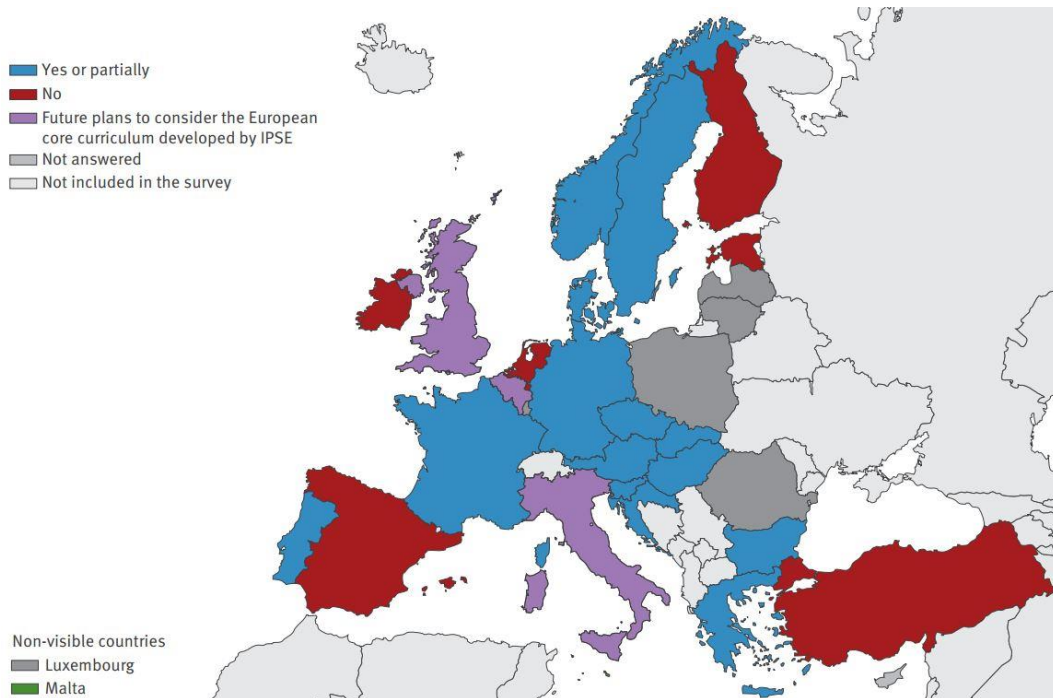 Yes or partially
No
Future plans to consider the European
core curriculum developed by IPSE
Not answered
Not included in the survey
Non-visible countries
Luxembourg
Malta